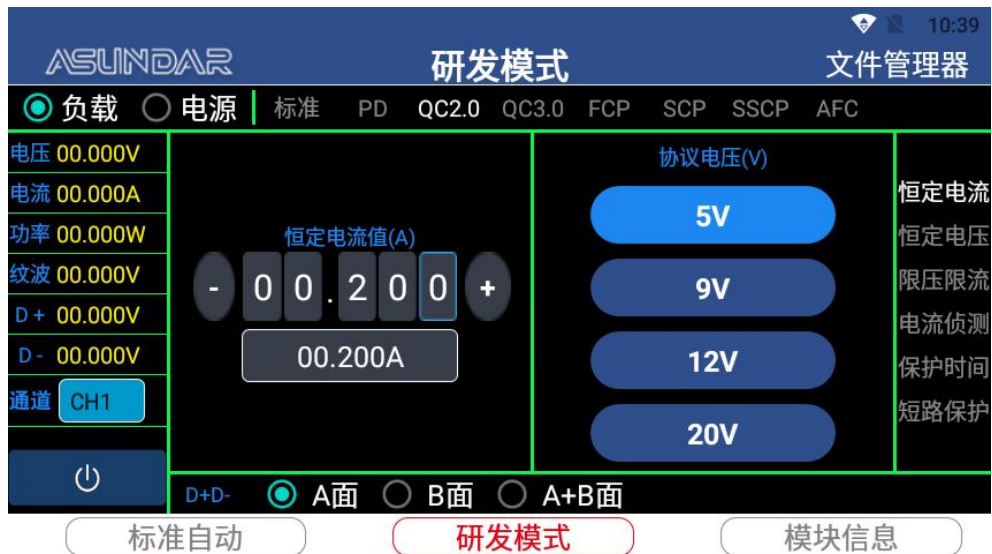 10:39
ASUNDAR 研发模式 文件管理器
负载 电源 标准 PD QC2.0 QC3.0 FCP SCP SSCP AFC
电压 00.000V
电流 00.000A
功率 00.000W
纹波 00.000V
D+ 00.000V
D- 00.000V
通道 CH1
恒定电流值(A)
- 0 0 . 2 0 0 +
00.200A
协议电压(V)
5V
9V
12V
20V
恒定电流
恒定电压
限压限流
电流侦测
保护时间
短路保护
D+D- A面 B面 A+B面
标准自动 研发模式 模块信息